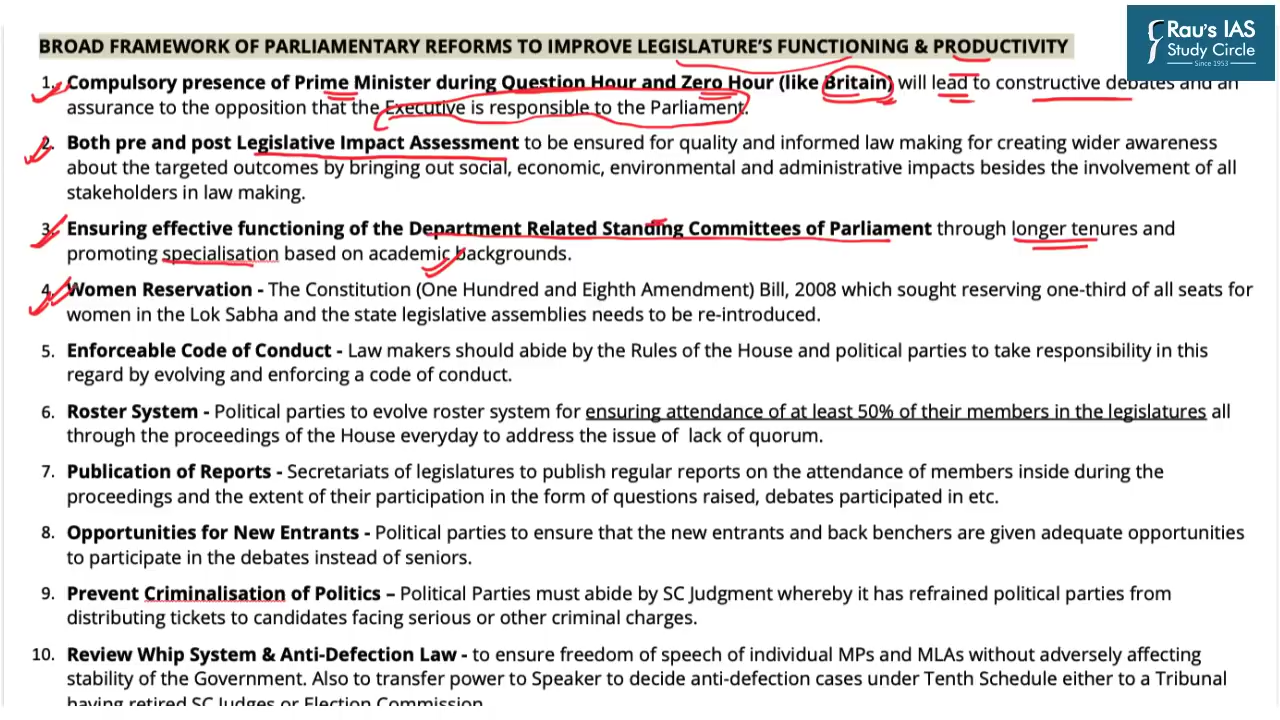 Rau's IAS
Study Circle
Since 1953
BROAD FRAMEWORK OF PARLIAMENTARY REFORMS TO IMPROVE LEGISLATURE'S FUNCTIONING & PRODUCTIVITY
1. Compulsory presence of Prime Minister during Question Hour and Zero Hour (like Britain) will lead to constructive debates and an
assurance to the opposition that the Executive is responsible to the Parliament.
2. Both pre and post Legislative Impact Assessment to be ensured for quality and informed law making for creating wider awareness
about the targeted outcomes by bringing out social, economic, environmental and administrative impacts besides the involvement of all
stakeholders in law making.
3. Ensuring effective functioning of the Department Related Standing Committees of Parliament through longer tenures and
promoting specialisation based on academic backgrounds.
4. Women Reservation - The Constitution (One Hundred and Eighth Amendment) Bill, 2008 which sought reserving one-third of all seats for
women in the Lok Sabha and the state legislative assemblies needs to be re-introduced.
5. Enforceable Code of Conduct - Law makers should abide by the Rules of the House and political parties to take responsibility in this
regard by evolving and enforcing a code of conduct.
6. Roster System - Political parties to evolve roster system for ensuring attendance of at least 50% of their members in the legislatures all
through the proceedings of the House everyday to address the issue of lack of quorum.
7. Publication of Reports - Secretariats of legislatures to publish regular reports on the attendance of members inside during the
proceedings and the extent of their participation in the form of questions raised, debates participated in etc.
8. Opportunities for New Entrants - Political parties to ensure that the new entrants and back benchers are given adequate opportunities
to participate in the debates instead of seniors.
9. Prevent Criminalisation of Politics – Political Parties must abide by SC Judgment whereby it has refrained political parties from
distributing tickets to candidates facing serious or other criminal charges.
10. Review Whip System & Anti-Defection Law - to ensure freedom of speech of individual MPs and MLAs without adversely affecting
stability of the Government. Also to transfer power to Speaker to decide anti-defection cases under Tenth Schedule either to a Tribunal
having retired SC Judges or Election Commission.